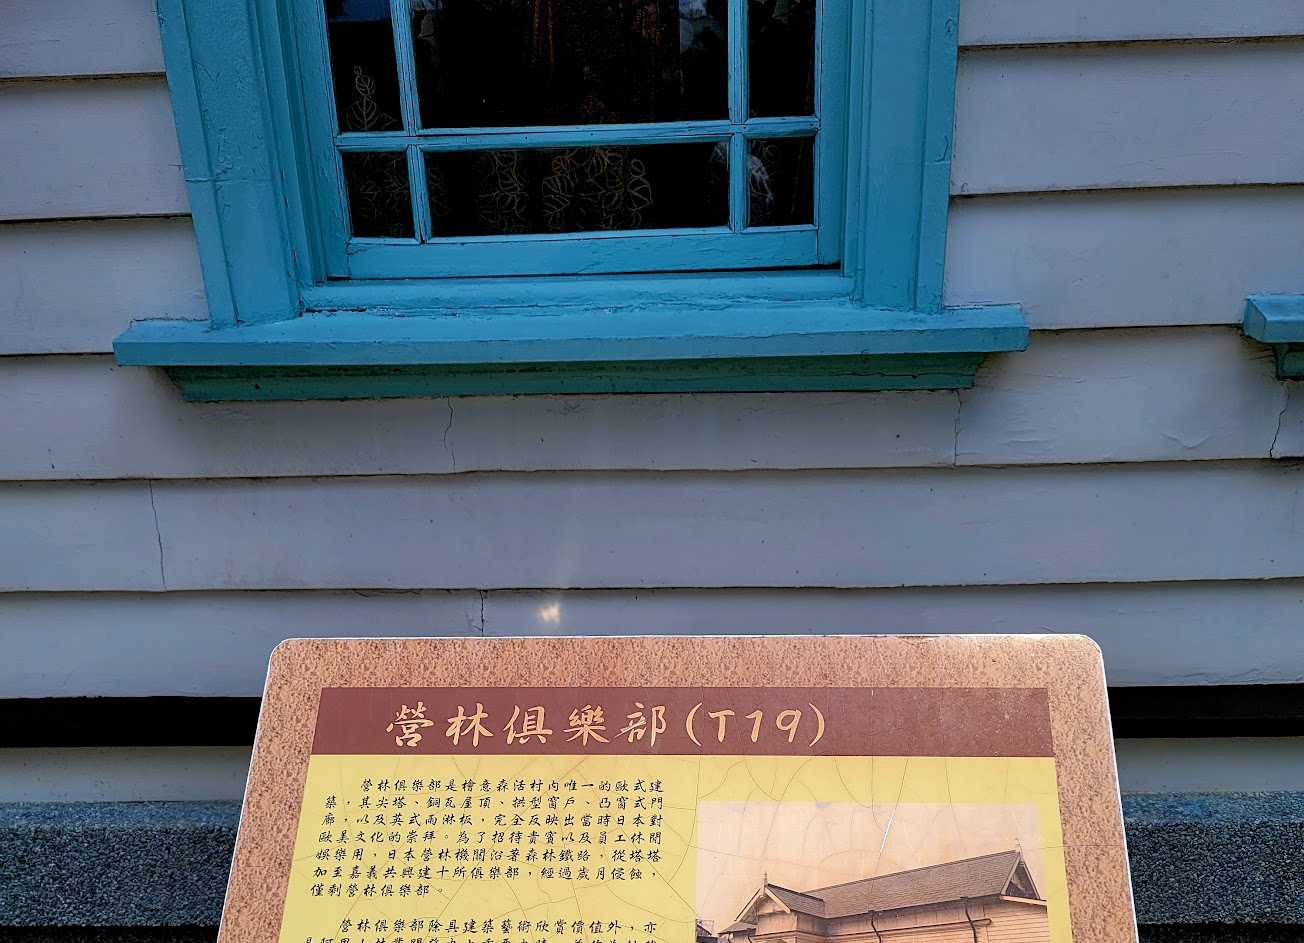 營林俱樂部(T19)
營林俱樂部是檜意森活村內唯一的歐式建
築，其尖塔、銅瓦屋頂、拱型窗戶、凸窗式門
廊，以及英式雨淋板，完全反映出當時日本對
歐美文化的崇拜。為了招待貴賓以及員工休閒
娛樂用，日本營林機關沿著森林鐵路，從塔塔
加至嘉義共興建十所俱樂部，經過歲月侵蝕，
僅剩營林俱樂部。
營林俱樂部除具建築藝術欣賞價值外，亦